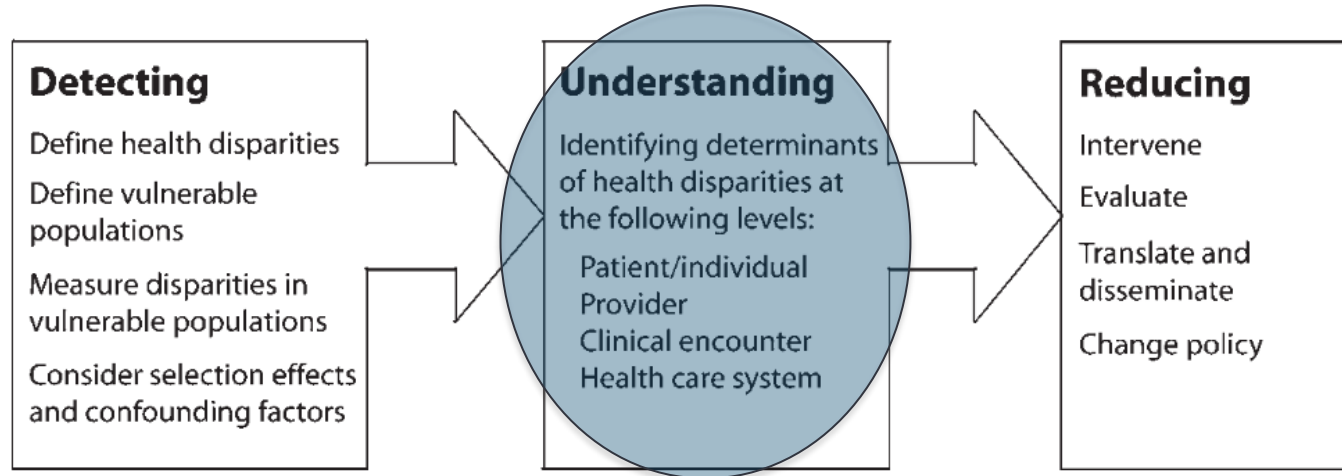 Detecting
Define health disparities
Define vulnerable
populations
Measure disparities in
vulnerable populations
Consider selection effects
and confounding factors
Understanding
Identifying determinants
of health disparities at
the following levels:
Patient/individual
Provider
Clinical encounter
Health care system
Reducing
Intervene
Evaluate
Translate and
disseminate
Change policy